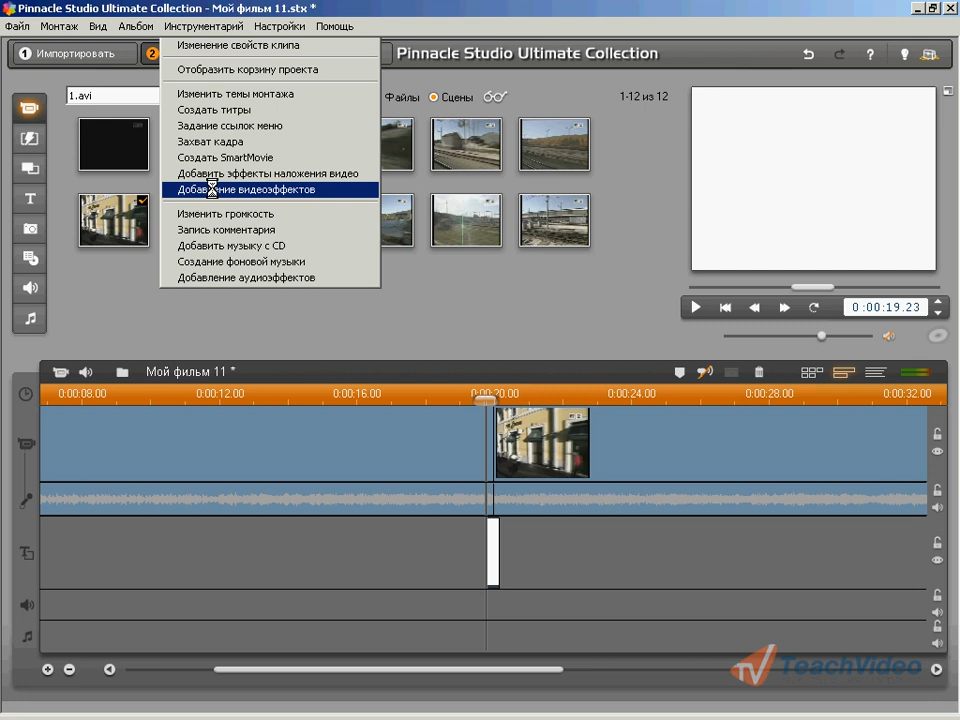 Pinnacle Studio Ultimate Collection - Мой фильм 11.stx *
Файл Монтаж Вид Альбом Инструментарий Настройки Помощь
1 Импортировать 2
Pinnacle Studio Ultimate Collection
?
Изменение свойств клипа
Отобразить корзину проекта
Изменить темы монтажа
Создать титры
Задание ссылок меню
Захват кадра
Создать SmartMovie
Добавить эффекты наложения видео
Добавление видеоэффектов
Изменить громкость
Запись комментария
Добавить музыку с CD
Создание фоновой музыки
Добавление аудиоэффектов
1.avi
Файлы Сцены 1-12 из 12
T
0:00:19.23
Мой фильм 11 *
0:00:08.00 0:00:12.00 0:00:16.00 0:00:20.00 0:00:24.00 0:00:28.00 0:00:32.00
TeachVideo